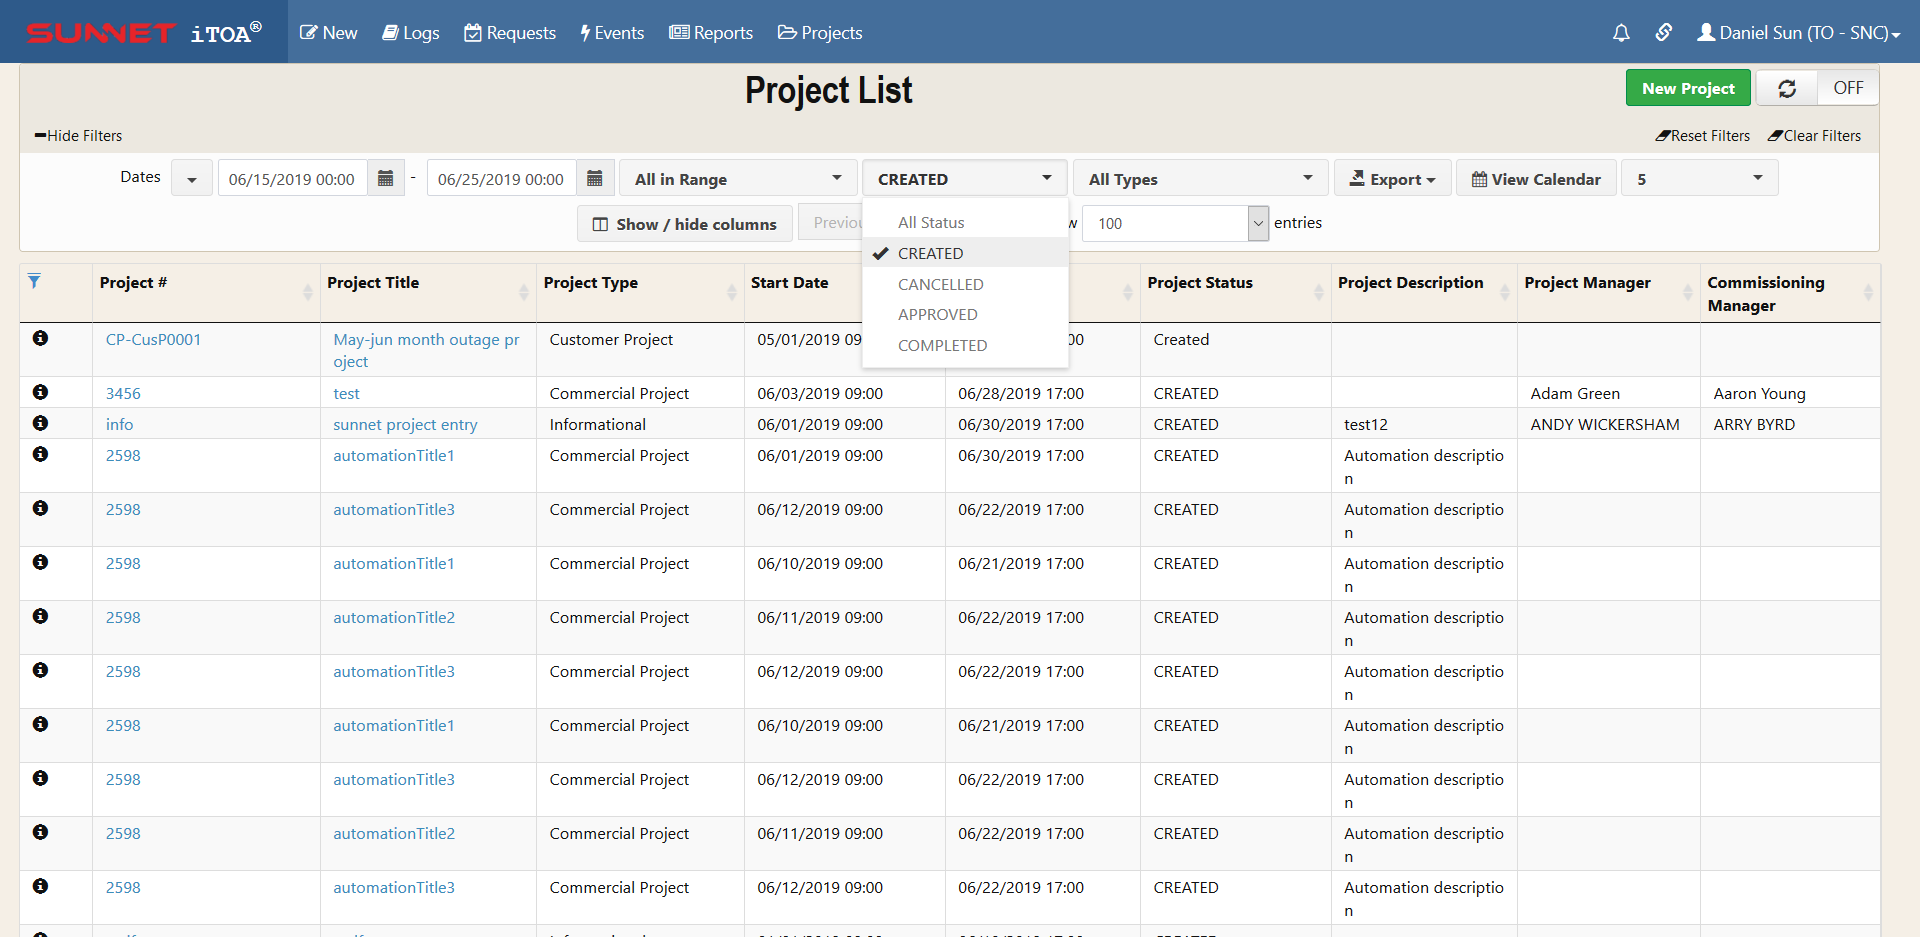 SUNNET iTOA® New Logs Requests Events Reports Projects Daniel Sun (TO - SNC)
Project List New Project OFF
Hide Filters Reset Filters Clear Filters
Dates 06/15/2019 00:00 - 06/25/2019 00:00 All in Range CREATED All Types Export View Calendar 5
Show / hide columns 100 entries
All Status
CREATED
CANCELLED
APPROVED
COMPLETED
Project # Project Title Project Type Start Date Project Status Project Description Project Manager Commissioning
Manager
CP-CusP0001 May-jun month outage pr Customer Project 05/01/2019 09 00 Created
oject
3456 test Commercial Project 06/03/2019 09:00 06/28/2019 17:00 CREATED Adam Green Aaron Young
info sunnet project entry Informational 06/01/2019 09:00 06/30/2019 17:00 CREATED test12 ANDY WICKERSHAM ARRY BYRD
2598 automationTitle1 Commercial Project 06/01/2019 09:00 06/30/2019 17:00 CREATED Automation descriptio
n
2598 automationTitle3 Commercial Project 06/12/2019 09:00 06/22/2019 17:00 CREATED Automation descriptio
n
2598 automationTitle1 Commercial Project 06/10/2019 09:00 06/21/2019 17:00 CREATED Automation descriptio
n
2598 automationTitle2 Commercial Project 06/11/2019 09:00 06/22/2019 17:00 CREATED Automation descriptio
n
2598 automationTitle3 Commercial Project 06/12/2019 09:00 06/22/2019 17:00 CREATED Automation descriptio
n
2598 automationTitle1 Commercial Project 06/10/2019 09:00 06/21/2019 17:00 CREATED Automation descriptio
n
2598 automationTitle3 Commercial Project 06/12/2019 09:00 06/22/2019 17:00 CREATED Automation descriptio
n
2598 automationTitle2 Commercial Project 06/11/2019 09:00 06/22/2019 17:00 CREATED Automation descriptio
n
2598 automationTitle3 Commercial Project 06/12/2019 09:00 06/22/2019 17:00 CREATED Automation descriptio
n